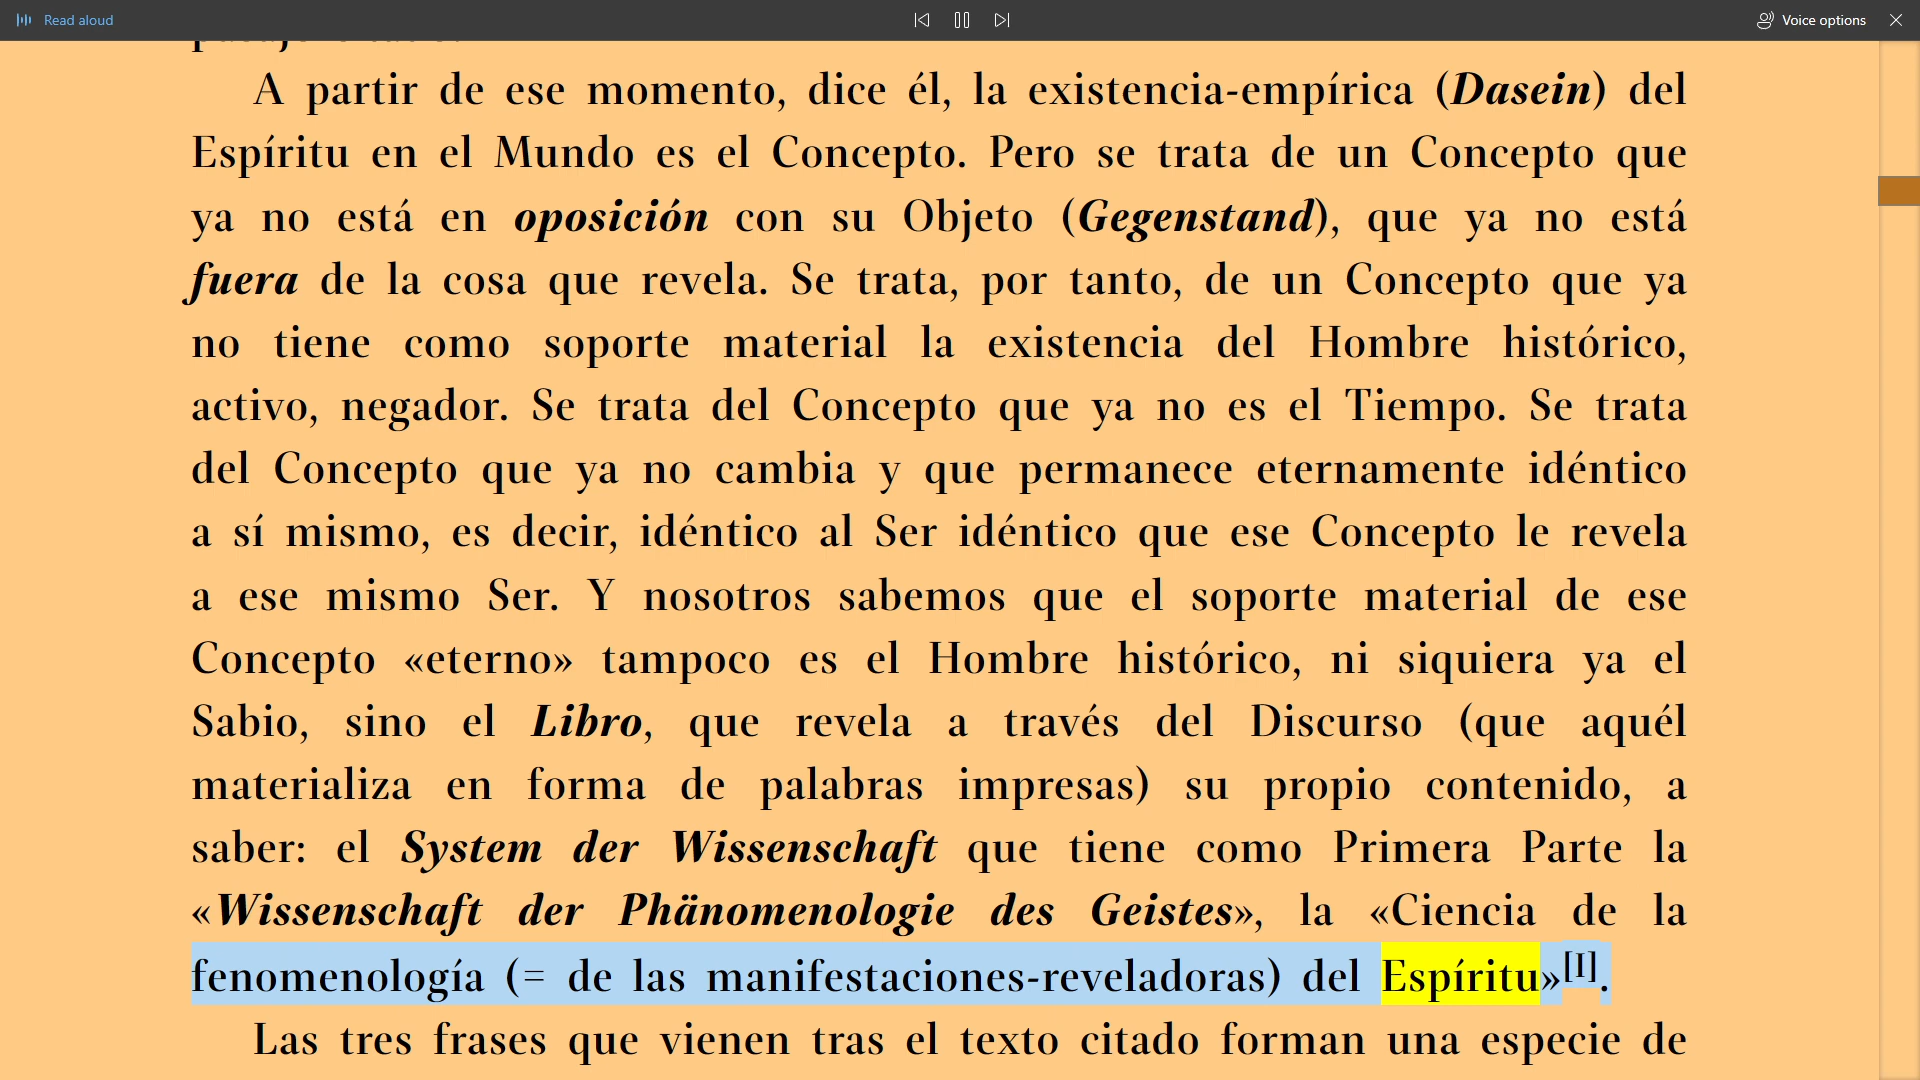 Read aloud
Voice options
A partir de ese momento, dice él, la existencia-empírica (Dasein) del
Espíritu en el Mundo es el Concepto. Pero se trata de un Concepto que
ya no está en oposición con su Objeto (Gegenstand), que ya no está
fuera de la cosa que revela. Se trata, por tanto, de un Concepto que ya
no tiene como soporte material la existencia del Hombre histórico,
activo, negador. Se trata del Concepto que ya no es el Tiempo. Se trata
del Concepto que ya no cambia y que permanece eternamente idéntico
a sí mismo, es decir, idéntico al Ser idéntico que ese Concepto le revela
a ese mismo Ser. Y nosotros sabemos que el soporte material de ese
Concepto «eterno» tampoco es el Hombre histórico, ni siquiera ya el
Sabio, sino el Libro, que revela a través del Discurso (que aquél
materializa en forma de palabras impresas) su propio contenido, a
saber: el System der Wissenschaft que tiene como Primera Parte la
«Wissenschaft der Phänomenologie des Geistes», la «Ciencia de la
fenomenología (= de las manifestaciones-reveladoras) del Espíritu»[I].
Las tres frases que vienen tras el texto citado forman una especie de